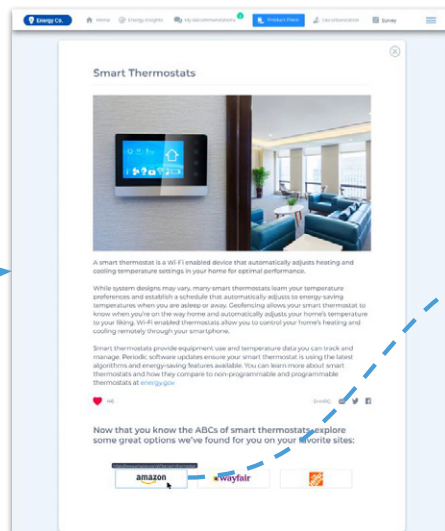 Energy Co.
Home
Energy Insights
My Recommendations
Product Place
Survey
Smart Thermostats
A smart thermostat is a Wi-Fi enabled device that automatically adjusts heating and
cooling temperature settings in your home for optimal performance.
While system designs may vary, many smart thermostats learn your temperature
preferences and establish a schedule that automatically adjusts to energy-saving
temperatures when you are asleep or away. Geofencing allows your smart thermostat to
know when you're on the way home and automatically adjusts your home's temperature
to your liking. Wi-Fi enabled thermostats allow you to control your home's heating and
cooling remotely through your smartphone.
Smart thermostats provide equipment use and temperature data you can track and
manage. Periodic software updates ensure your smart thermostat is using the latest
algorithms and energy-saving features available. You can learn more about smart
thermostats and how they compare to non-programmable and programmable
thermostats at energy.gov
SHARE
Now that you know the ABCs of smart thermostats, explore
some great options we've found for you on your favorite sites:
amazon
wayfair